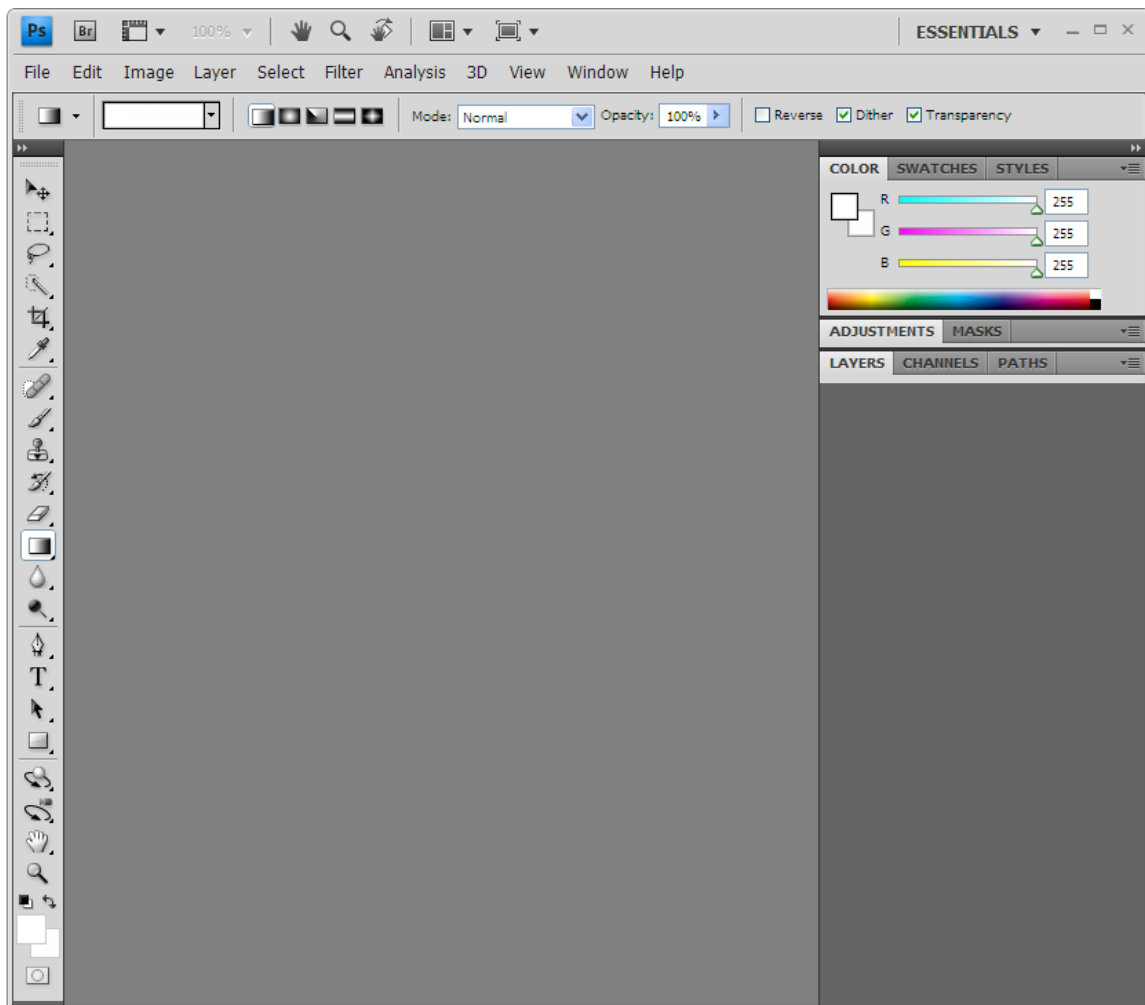 Ps Br 100% ESSENTIALS
File Edit Image Layer Select Filter Analysis 3D View Window Help
Mode: Normal Opacity: 100% Reverse Dither Transparency
COLOR SWATCHES STYLES
R 255
G 255
B 255
ADJUSTMENTS MASKS
LAYERS CHANNELS PATHS
T